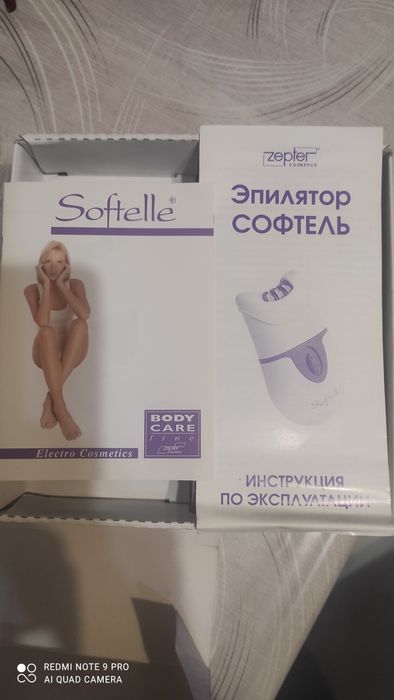 Softelle®
BODY
CARE
line
zepter
Electro Cosmetics
zepter
COSMETICS
Эпилятор
СОФТЕЛЬ
Softelle
ИНСТРУКЦИЯ
ПО ЭКСПЛУАТАЦИИ
REDMI NOTE 9 PRO
AI QUAD CAMERA